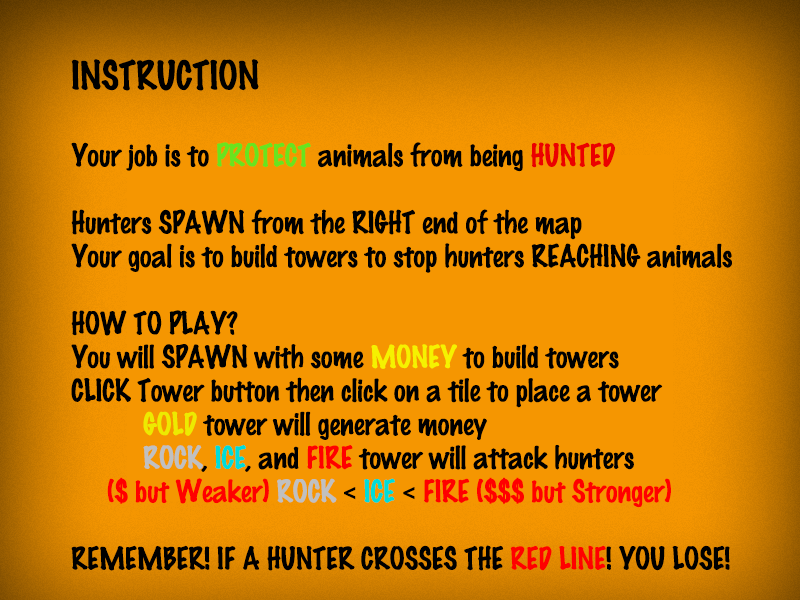 INSTRUCTION
Your job is to PROTECT animals from being HUNTED
Hunters SPAWN from the RIGHT end of the map
Your goal is to build towers to stop hunters REACHING animals
HOW TO PLAY?
You will SPAWN with some MONEY to build towers
CLICK Tower button then click on a tile to place a tower
GOLD tower will generate money
ROCK, ICE, and FIRE tower will attack hunters
($ but Weaker) ROCK < ICE < FIRE ($$$ but Stronger)
REMEMBER! IF A HUNTER CROSSES THE RED LINE! YOU LOSE!